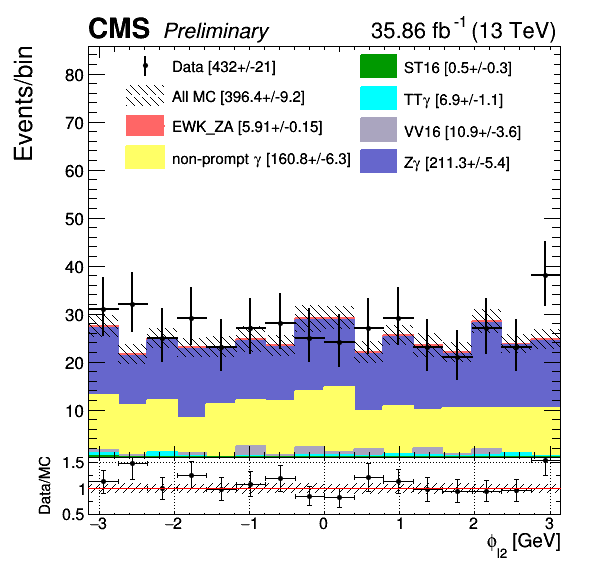 CMS Preliminary 35.86 fb⁻¹ (13 TeV)
Events/bin
Data [432+/-21]
All MC [396.4+/-9.2]
EWK_ZA [5.91+/-0.15]
non-prompt γ [160.8+/-6.3]
ST16 [0.5+/-0.3]
TTγ [6.9+/-1.1]
VV16 [10.9+/-3.6]
Zγ [211.3+/-5.4]
80
70
60
50
40
30
20
10
Data/MC
1.5
1
0.5
−3 −2 −1 0 1 2 3
ϕ_l2 [GeV]